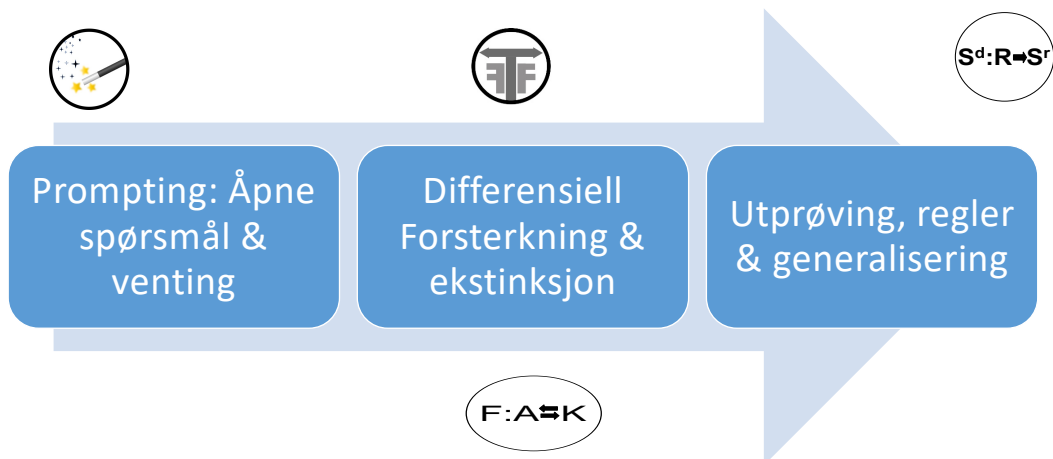 Sᵈ:R➡Sʳ
Prompting: Åpne
spørsmål &
venting
Differensiell
Forsterkning &
ekstinksjon
Utprøving, regler
& generalisering
F:A⇆K